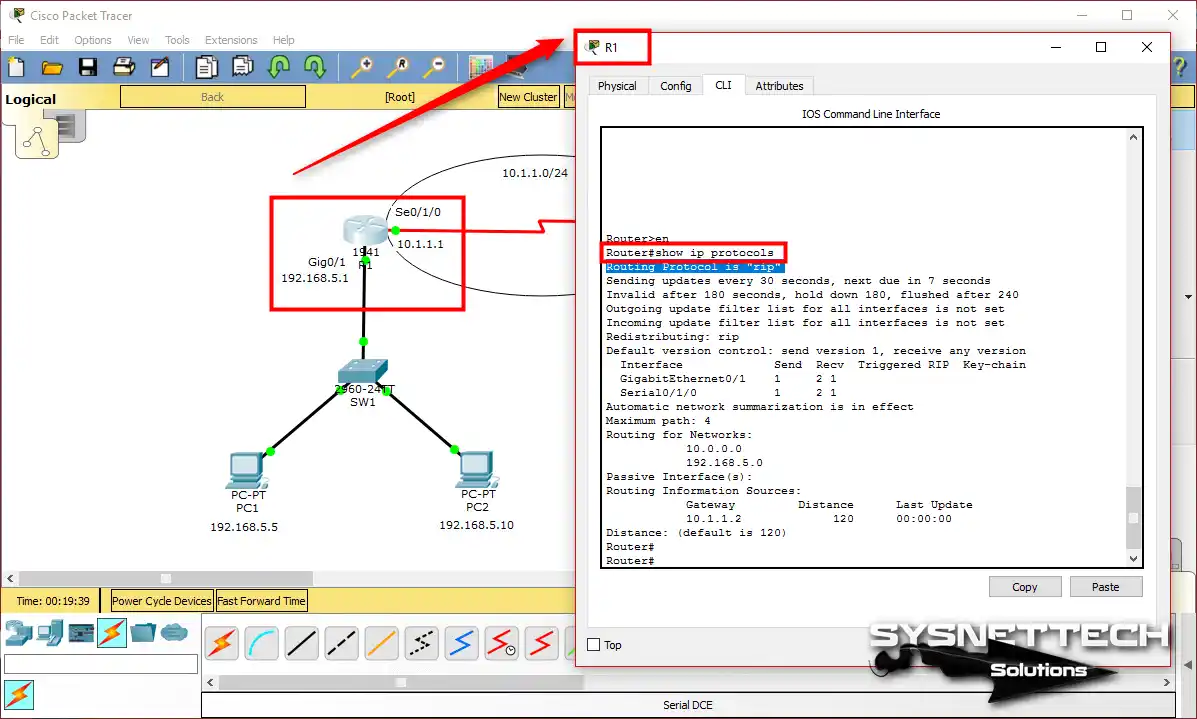 Cisco Packet Tracer
File Edit Options View Tools Extensions Help
Logical
Back
[Root]
New Cluster
10.1.1.0/24
Se0/1/0
10.1.1.1
1941
R1
Gig0/1
192.168.5.1
2960-24TT
SW1
PC-PT
PC1
192.168.5.5
PC-PT
PC2
192.168.5.10
Time: 00:19:39
Power Cycle Devices
Fast Forward Time
Serial DCE
R1
Physical
Config
CLI
Attributes
IOS Command Line Interface
Router>en
Router#show ip protocols
Routing Protocol is "rip"
Sending updates every 30 seconds, next due in 7 seconds
Invalid after 180 seconds, hold down 180, flushed after 240
Outgoing update filter list for all interfaces is not set
Incoming update filter list for all interfaces is not set
Redistributing: rip
Default version control: send version 1, receive any version
Interface Send Recv Triggered RIP Key-chain
GigabitEthernet0/1 1 2 1
Serial0/1/0 1 2 1
Automatic network summarization is in effect
Maximum path: 4
Routing for Networks:
10.0.0.0
192.168.5.0
Passive Interface(s):
Routing Information Sources:
Gateway Distance Last Update
10.1.1.2 120 00:00:00
Distance: (default is 120)
Router#
Router#
Copy
Paste
Top
SYSNETTECH
Solutions